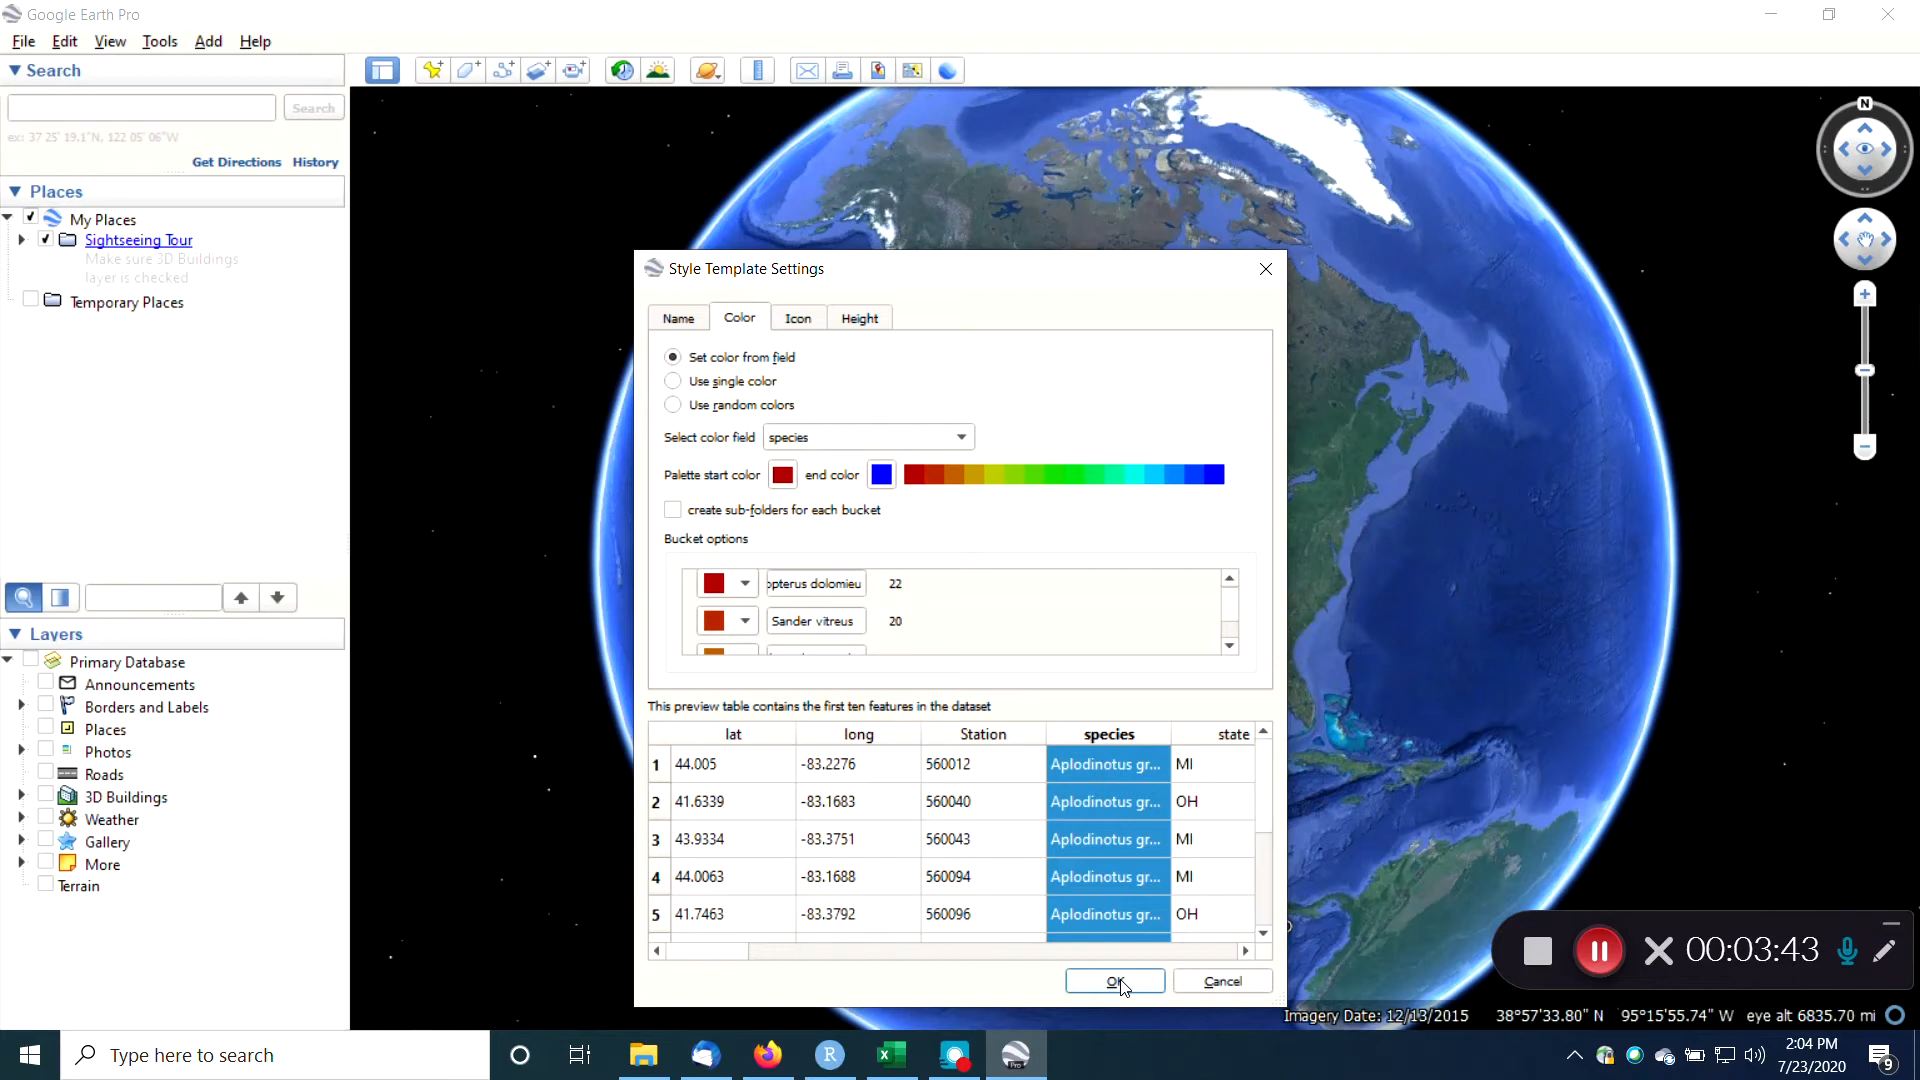 Google Earth Pro
File Edit View Tools Add Help
Search
Search
ex: 37 25' 19.1"N, 122 05' 06"W
Get Directions History
Places
My Places
Sightseeing Tour
Make sure 3D Buildings
layer is checked
Temporary Places
Layers
Primary Database
Announcements
Borders and Labels
Places
Photos
Roads
3D Buildings
Weather
Gallery
More
Terrain
N
Style Template Settings
Name Color Icon Height
Set color from field
Use single color
Use random colors
Select color field species
Palette start color end color
create sub-folders for each bucket
Bucket options
opterus dolomieu 22
Sander vitreus 20
This preview table contains the first ten features in the dataset
lat long Station species state
1 44.005 -83.2276 560012 Aplodinotus gr... MI
2 41.6339 -83.1683 560040 Aplodinotus gr... OH
3 43.9334 -83.3751 560043 Aplodinotus gr... MI
4 44.0063 -83.1688 560094 Aplodinotus gr... MI
5 41.7463 -83.3792 560096 Aplodinotus gr... OH
OK Cancel
00:03:43
Imagery Date: 12/13/2015 38°57'33.80" N 95°15'55.74" W eye alt 6835.70 mi
Type here to search
R
Pro
2:04 PM
7/23/2020
9